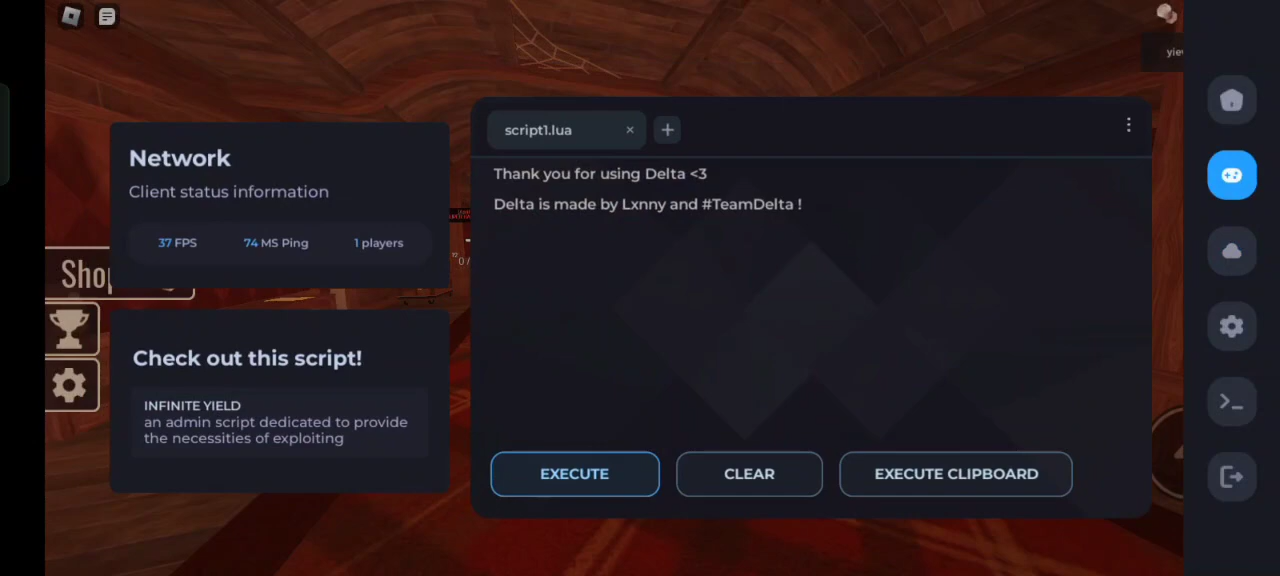 yie
script1.lua ×
Thank you for using Delta <3
Delta is made by Lxnny and #TeamDelta !
Network
Client status information
37 FPS 74 MS Ping 1 players
Shop
Check out this script!
INFINITE YIELD
an admin script dedicated to provide
the necessities of exploiting
EXECUTE CLEAR EXECUTE CLIPBOARD